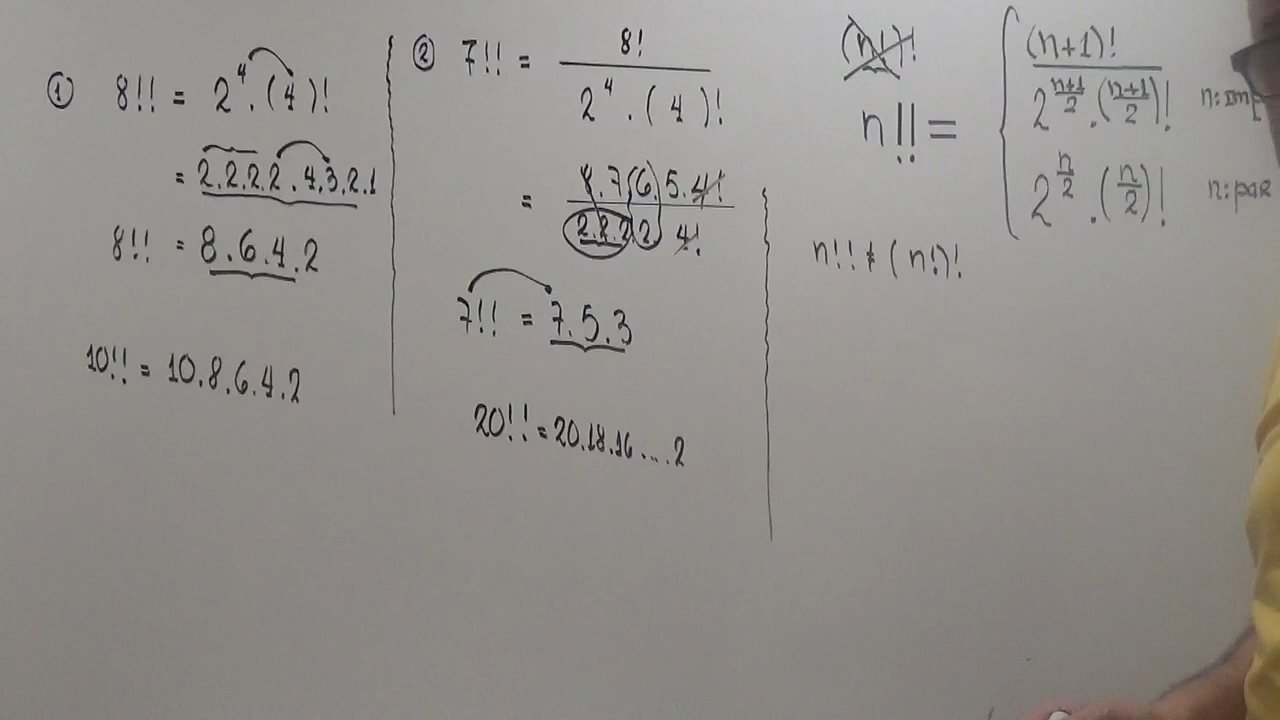 ① 8!! = 2⁴ . (4)!
= 2.2.2.2.4.3.2.1
8!! = 8.6.4.2
10!! = 10.8.6.4.2
② 7!! = 8! / 2⁴ . (4)!
= 8.7(6).5.4! / 2.2.2.2 4!
7!! = 7.5.3
20!! = 20.18.16....2
(n!)!
n!! = { (n+1)! / 2^((n+1)/2) . ((n+1)/2)! n: imp
2^(n/2) . (n/2)! n: par
n!! ≠ (n!)!